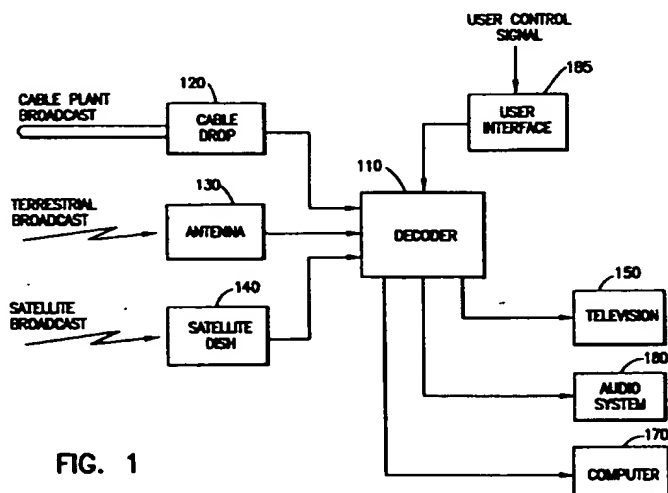 USER CONTROL
SIGNAL
185
USER
INTERFACE
120
CABLE PLANT
BROADCAST
CABLE
DROP
110
DECODER
130
TERRESTRIAL
BROADCAST
ANTENNA
140
SATELLITE
BROADCAST
SATELLITE
DISH
150
TELEVISION
180
AUDIO
SYSTEM
170
COMPUTER
FIG. 1